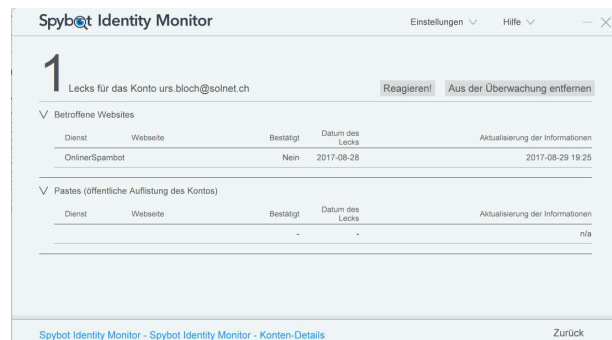 Spybot Identity Monitor Einstellungen Hilfe
1 Lecks für das Konto urs.bloch@solnet.ch Reagieren! Aus der Überwachung entfernen
Betroffene Websites
Dienst Webseite Bestätigt Datum des Lecks Aktualisierung der Informationen
OnlinerSpambot Nein 2017-08-28 2017-08-29 19:25
Pastes (öffentliche Auflistung des Kontos)
Dienst Webseite Bestätigt Datum des Lecks Aktualisierung der Informationen
- - n/a
Spybot Identity Monitor - Spybot Identity Monitor - Konten-Details Zurück